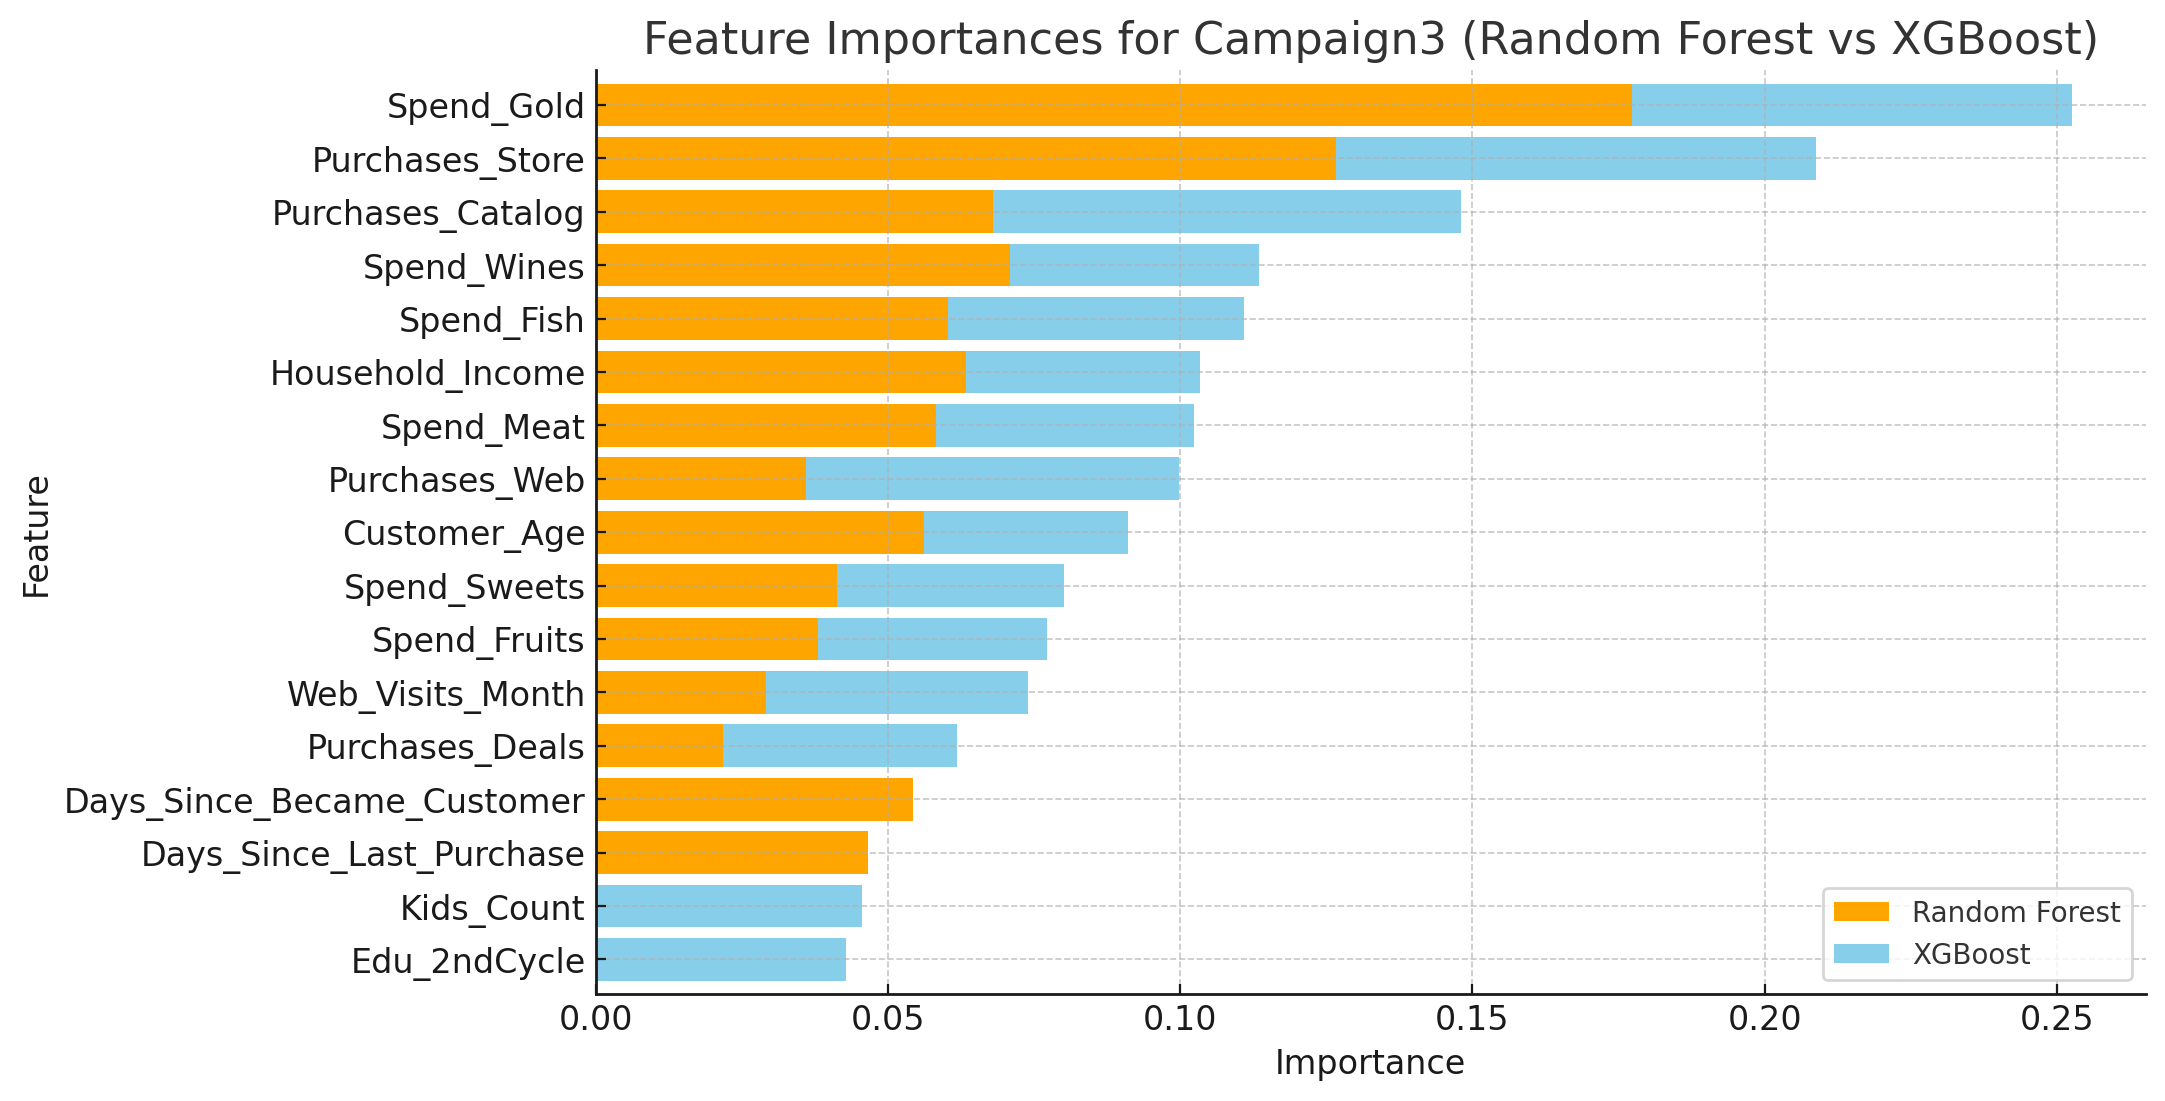 Feature Importances for Campaign3 (Random Forest vs XGBoost)
Spend_Gold
Purchases_Store
Purchases_Catalog
Spend_Wines
Spend_Fish
Household_Income
Spend_Meat
Purchases_Web
Customer_Age
Spend_Sweets
Spend_Fruits
Web_Visits_Month
Purchases_Deals
Days_Since_Became_Customer
Days_Since_Last_Purchase
Kids_Count
Edu_2ndCycle
Feature
Random Forest
XGBoost
0.00 0.05 0.10 0.15 0.20 0.25
Importance